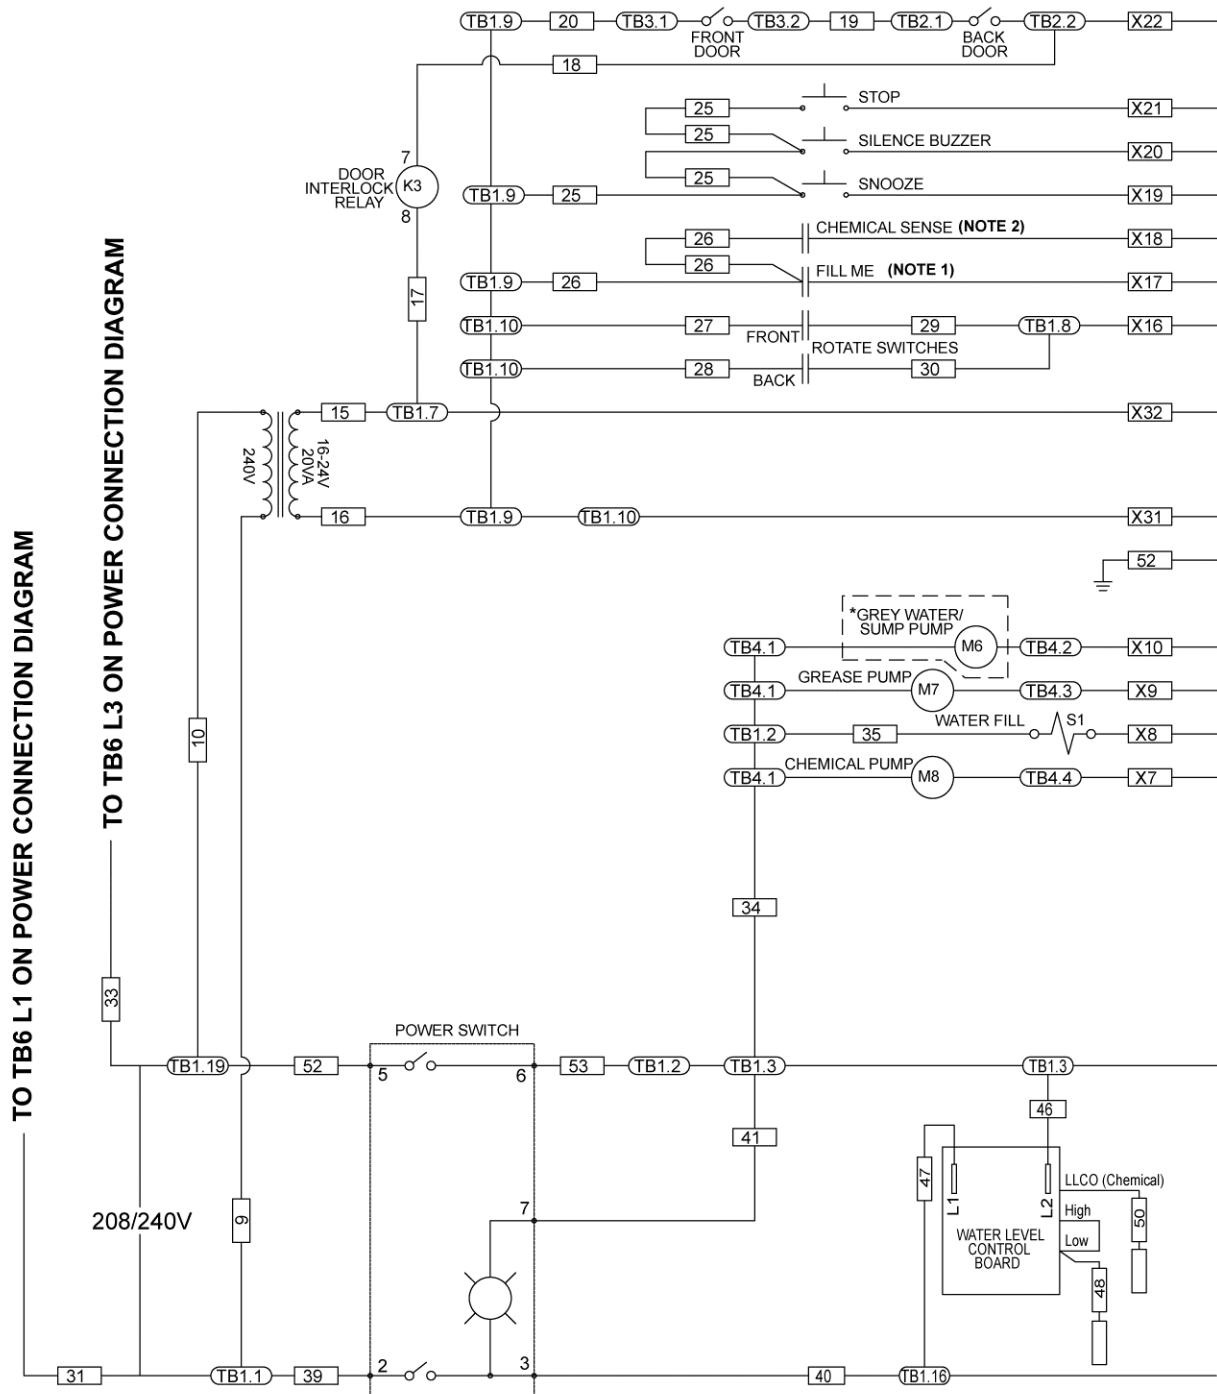 TB1.9 20 TB3.1 TB3.2 19 TB2.1 TB2.2 X22
FRONT
DOOR
BACK
DOOR
18
25 STOP X21
25 SILENCE BUZZER X20
25 SNOOZE
TB1.9 25 X19
7
DOOR
INTERLOCK
RELAY
K3
8
26 CHEMICAL SENSE (NOTE 2) X18
26 FILL ME (NOTE 1)
TB1.9 26 X17
17
TB1.10 27 FRONT 29 TB1.8 X16
ROTATE SWITCHES
TB1.10 28 BACK 30
15 TB1.7 X32
240V
16-24V
20VA
16 TB1.9 TB1.10 X31
52
*GREY WATER/
SUMP PUMP
TB4.1 M6 TB4.2 X10
GREASE PUMP
TB4.1 M7 TB4.3 X9
WATER FILL S1
TB1.2 35 X8
CHEMICAL PUMP
TB4.1 M8 TB4.4 X7
TO TB6 L1 ON POWER CONNECTION DIAGRAM
TO TB6 L3 ON POWER CONNECTION DIAGRAM
10
34
33
POWER SWITCH
TB1.19 52 5 6 53 TB1.2 TB1.3 TB1.3
46
41
47
L1
L2
LLCO (Chemical)
High
Low
WATER LEVEL
CONTROL
BOARD
50
48
208/240V
9
7
31 TB1.1 39 2 3 40 TB1.16